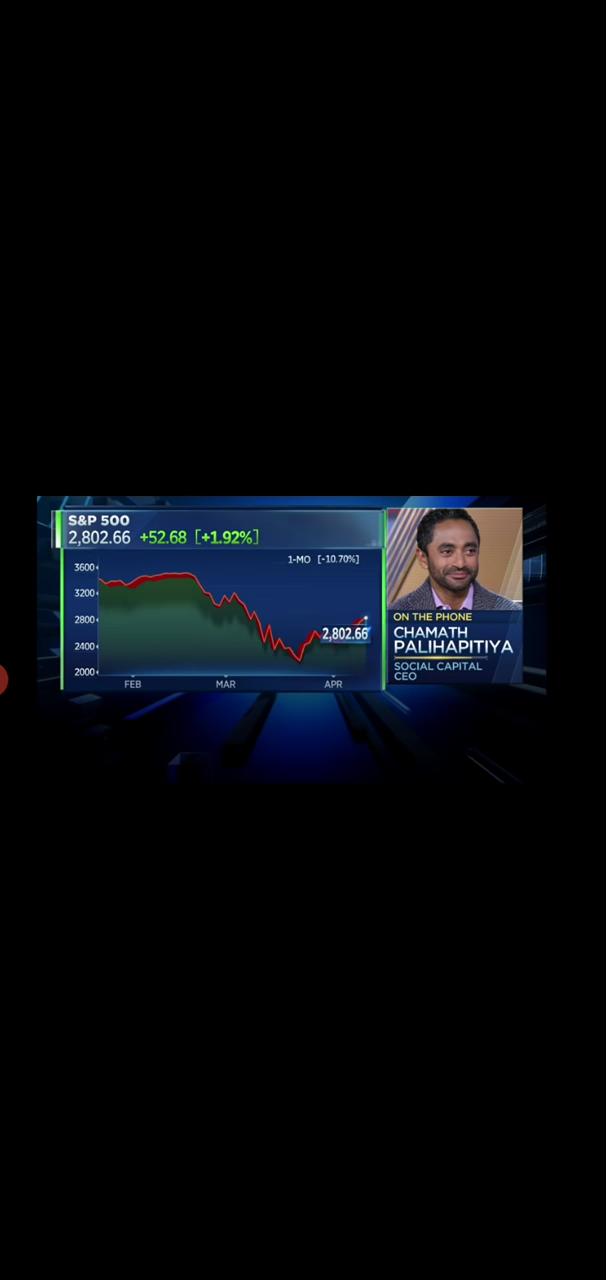 S&P 500
2,802.66 +52.68 [+1.92%]
1-MO [-10.70%]
3600
3200
2800
2400
2000
2,802.66
FEB MAR APR
ON THE PHONE
CHAMATH
PALIHAPITIYA
SOCIAL CAPITAL
CEO